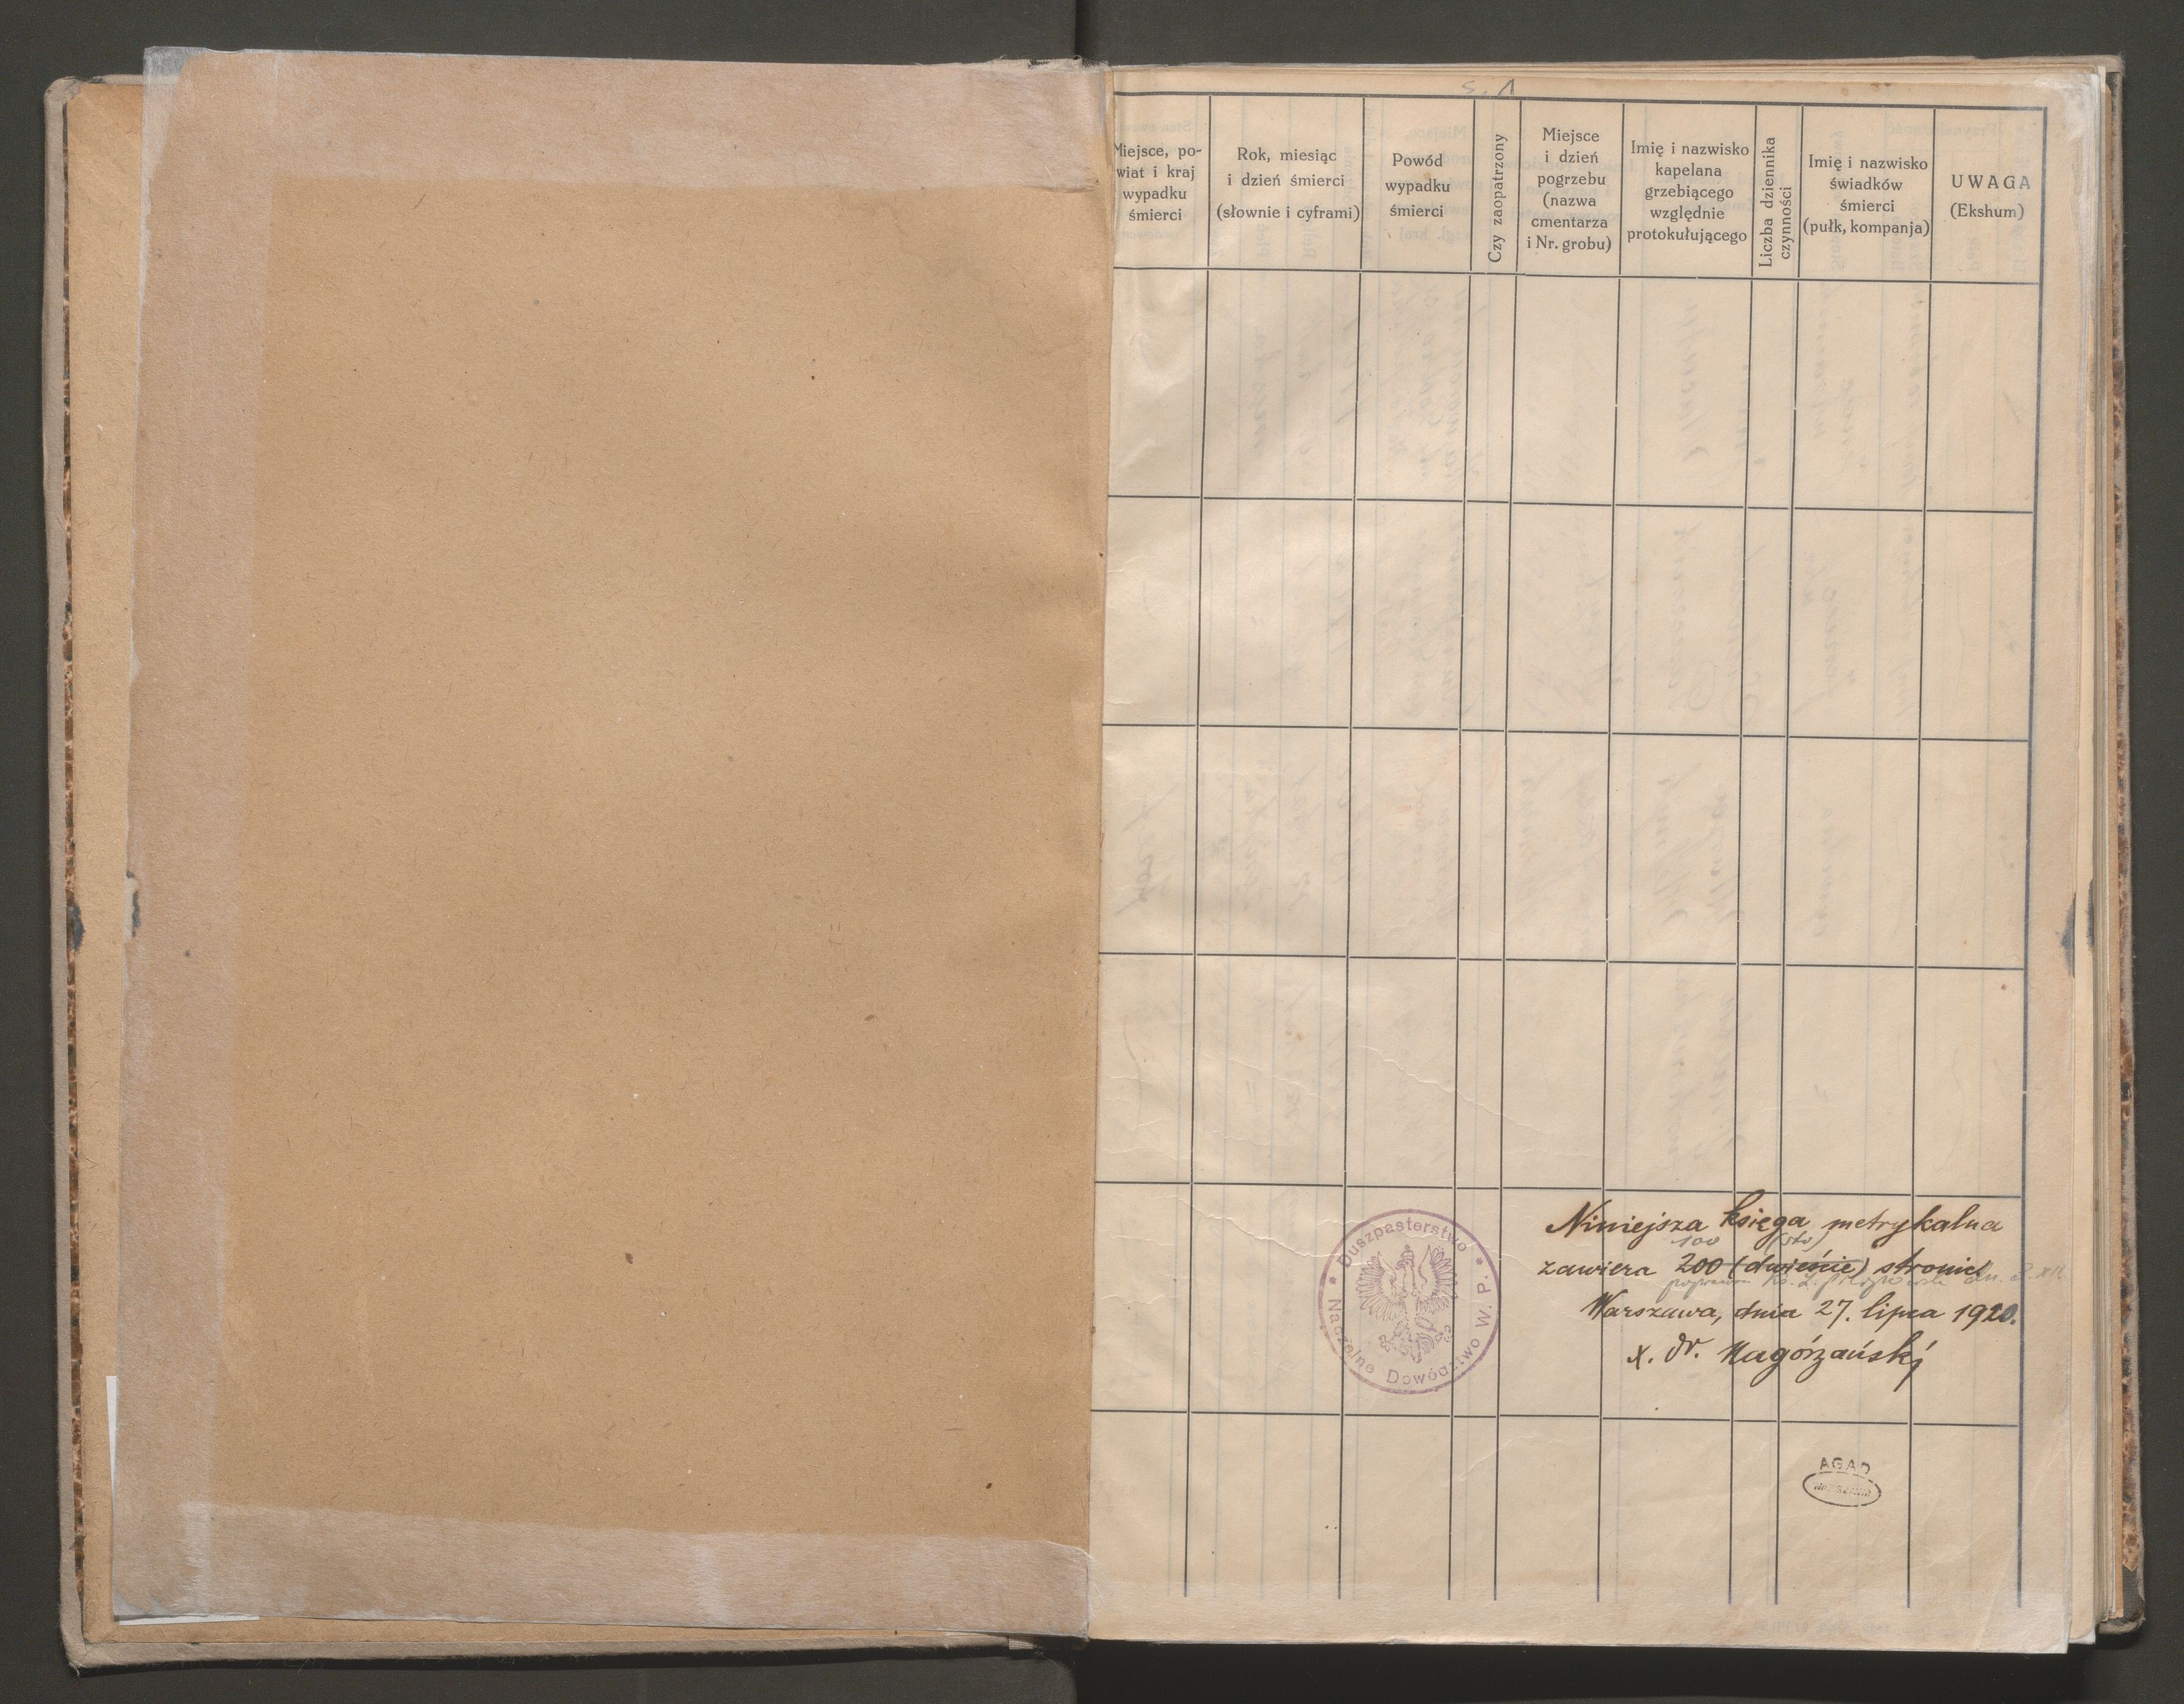 s. 1
Miejsce, po-
wiat i kraj
wypadku
śmierci
Rok, miesiąc
i dzień śmierci
(słownie i cyframi)
Powód
wypadku
śmierci
Czy zaopatrzony
Miejsce
i dzień
pogrzebu
(nazwa
cmentarza
i Nr. grobu)
Imię i nazwisko
kapelana
grzebiącego
względnie
protokułującego
Liczba dziennika
czynności
Imię i nazwisko
świadków
śmierci
(pułk, kompanja)
UWAGA
(Ekshum)
Niniejsza księga metrykalna
100 (sto)
zawiera 200 (dwieście) stronic
Warszawa, dnia 27. lipca 1920.
x. dr. Nagórzański
* Duszpasterstwo * Naczelne Dowództwo W. P.
AGAD
WARSZAWA